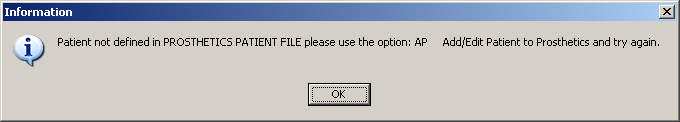 Information
Patient not defined in PROSTHETICS PATIENT FILE please use the option: AP     Add/Edit Patient to Prosthetics and try again.
OK